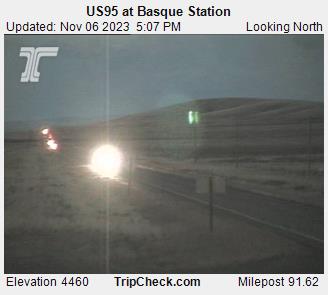 US95 at Basque Station
Updated: Nov 06 2023 5:07 PM Looking North
Elevation 4460 TripCheck.com Milepost 91.62